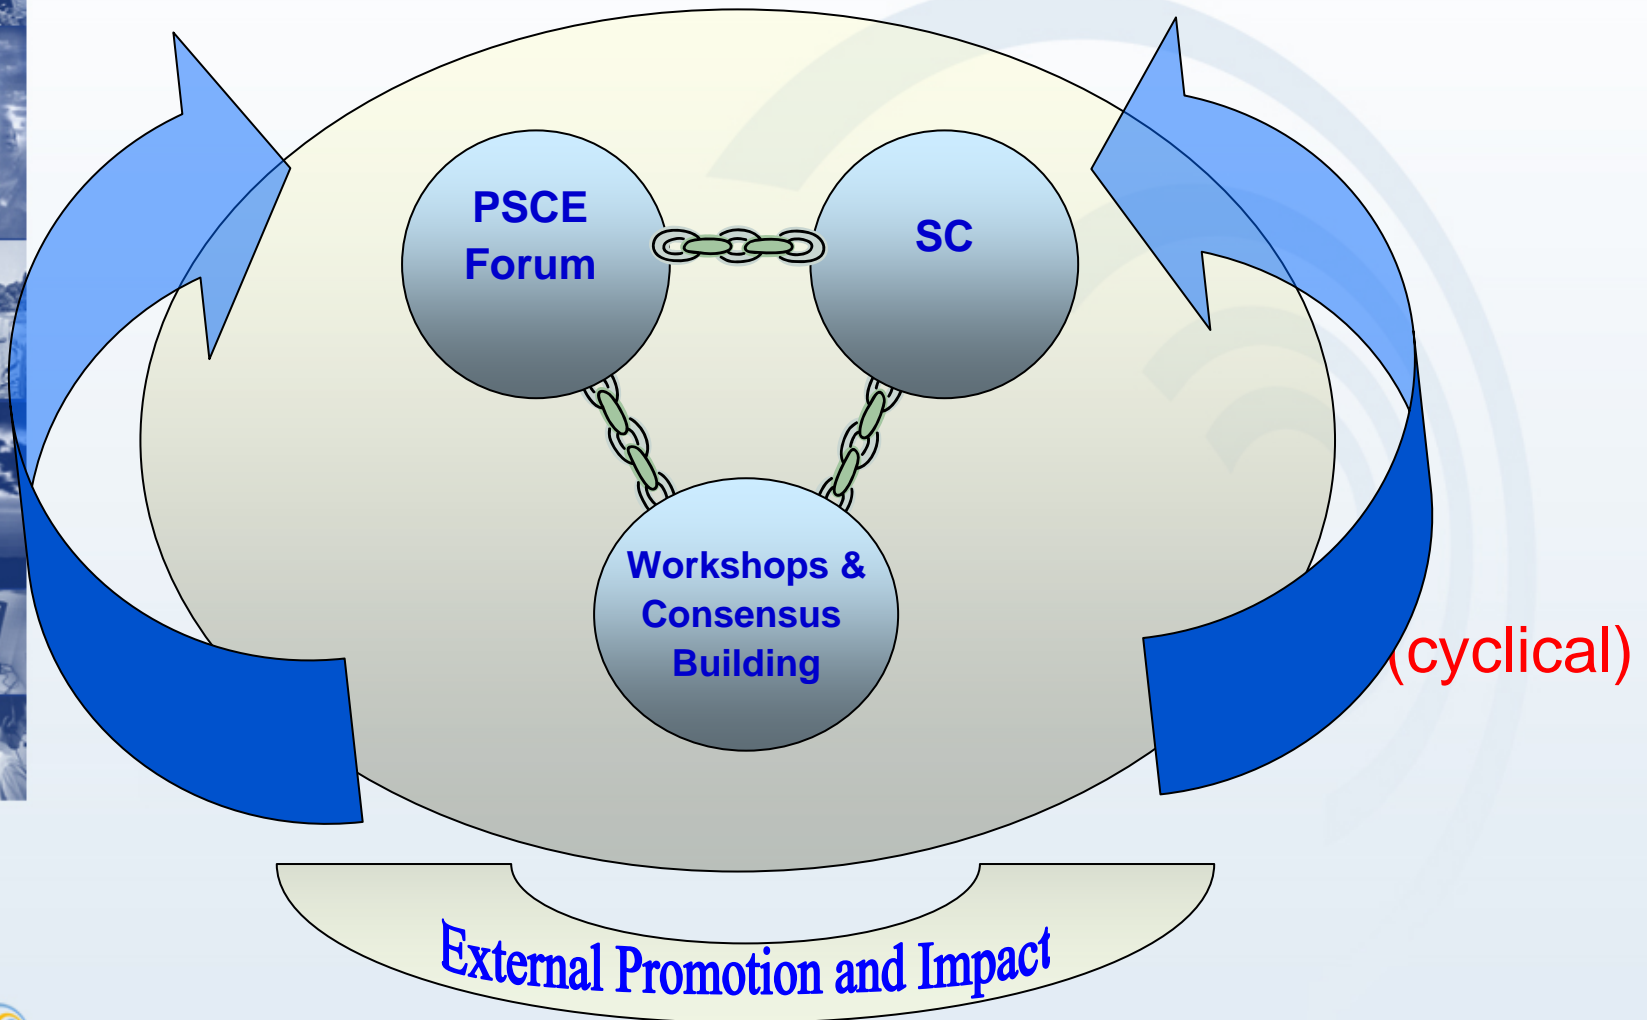 PSCE
Forum
SC
Workshops &
Consensus
Building
(cyclical)
External Promotion and Impact